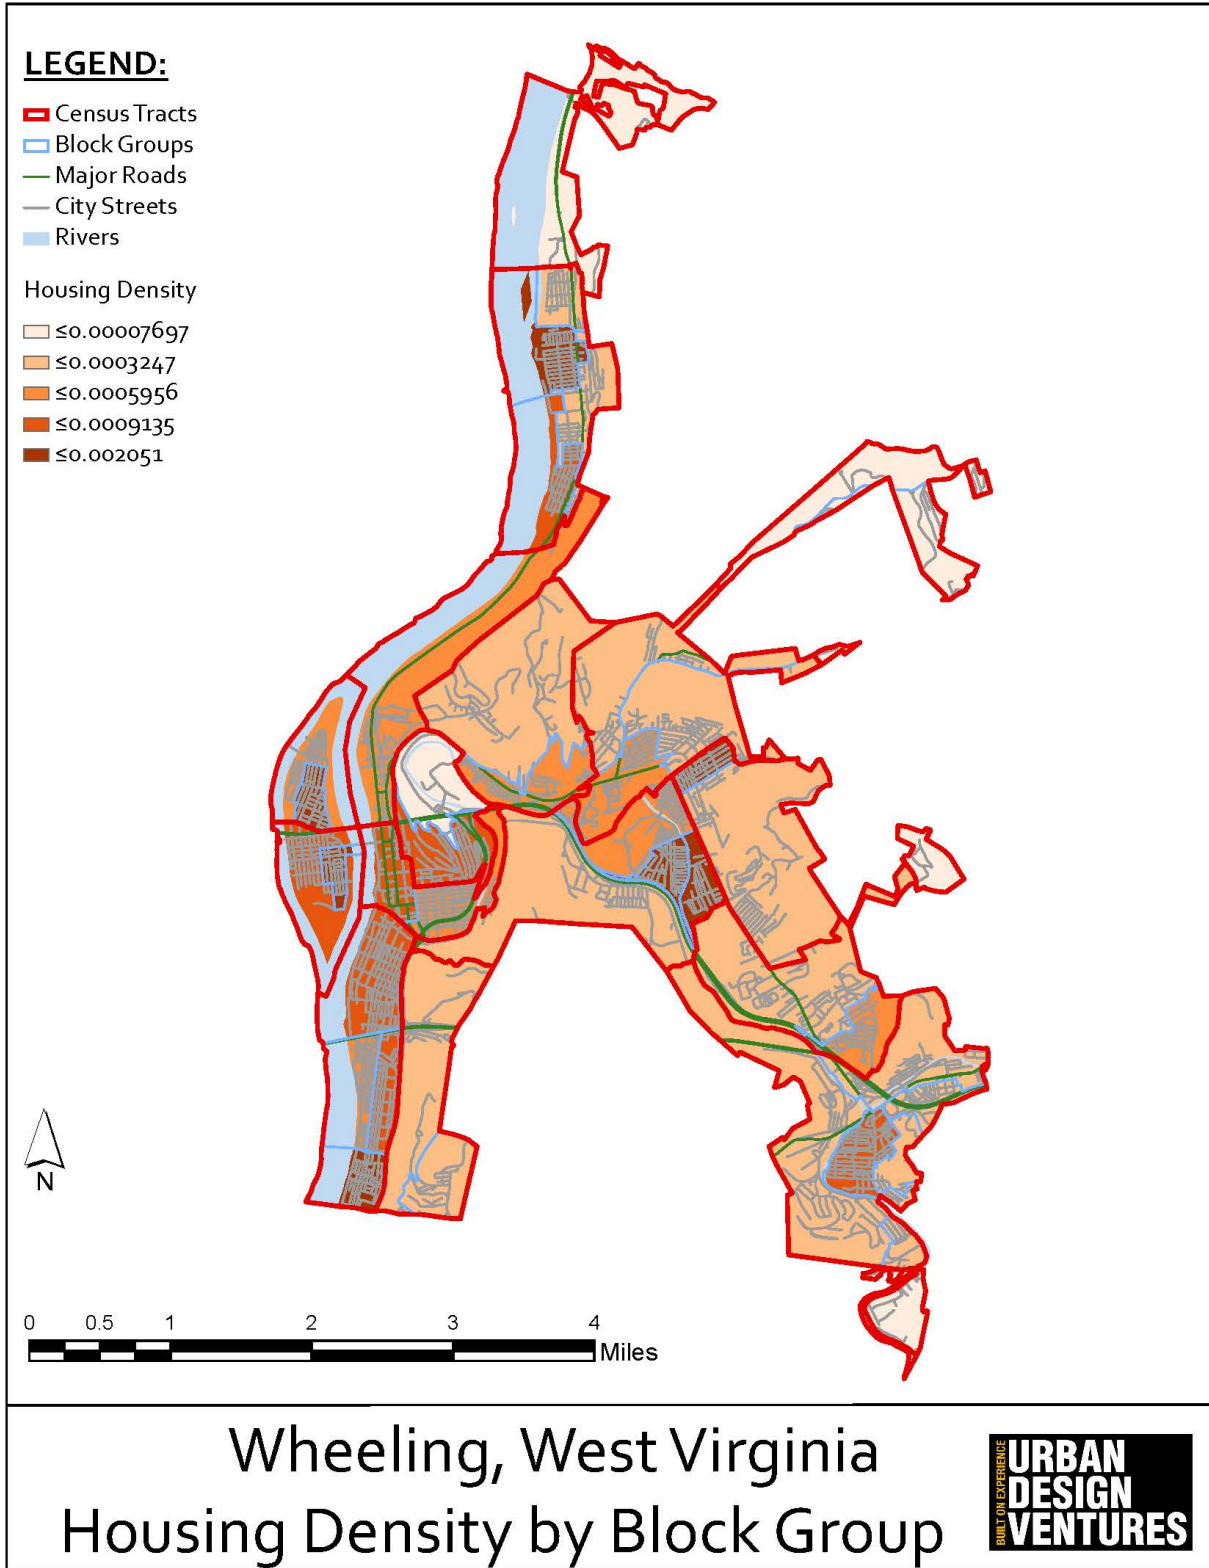 LEGEND:
Census Tracts
Block Groups
Major Roads
City Streets
Rivers
Housing Density
≤0.00007697
≤0.0003247
≤0.0005956
≤0.0009135
≤0.002051
N
0 0.5 1 2 3 4
Miles
Wheeling, West Virginia
Housing Density by Block Group
BUILT ON EXPERIENCE
URBAN
DESIGN
VENTURES